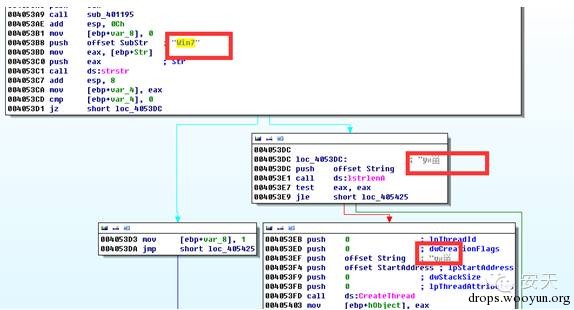 004053A9 call sub_401195
004053AE add esp, 0Ch
004053B1 mov [ebp+var_8], 0
004053B8 push offset SubStr ; "Win7"
004053BD mov eax, [ebp+Str]
004053C0 push eax ; Str
004053C1 call ds:strstr
004053C7 add esp, 8
004053CA mov [ebp+var_4], eax
004053CD cmp [ebp+var_4], 0
004053D1 jz short loc_4053DC
004053DC
004053DC loc_4053DC:
004053DC push offset String
004053E1 call ds:lstrlenA
004053E7 test eax, eax
004053E9 jle short loc_405425
004053D3 mov [ebp+var_8], 1
004053DA jmp short loc_405425
004053EB push 0 ; lpThreadId
004053ED push 0 ; dwCreationFlags
004053EF push offset String
004053F4 push offset StartAddress ; lpStartAddress
004053F9 push 0 ; dwStackSize
004053FB push 0 ; lpThreadAttribu
004053FD call ds:CreateThread
00405403 mov [ebp+hObject], eax
安天
drops.wooyun.org